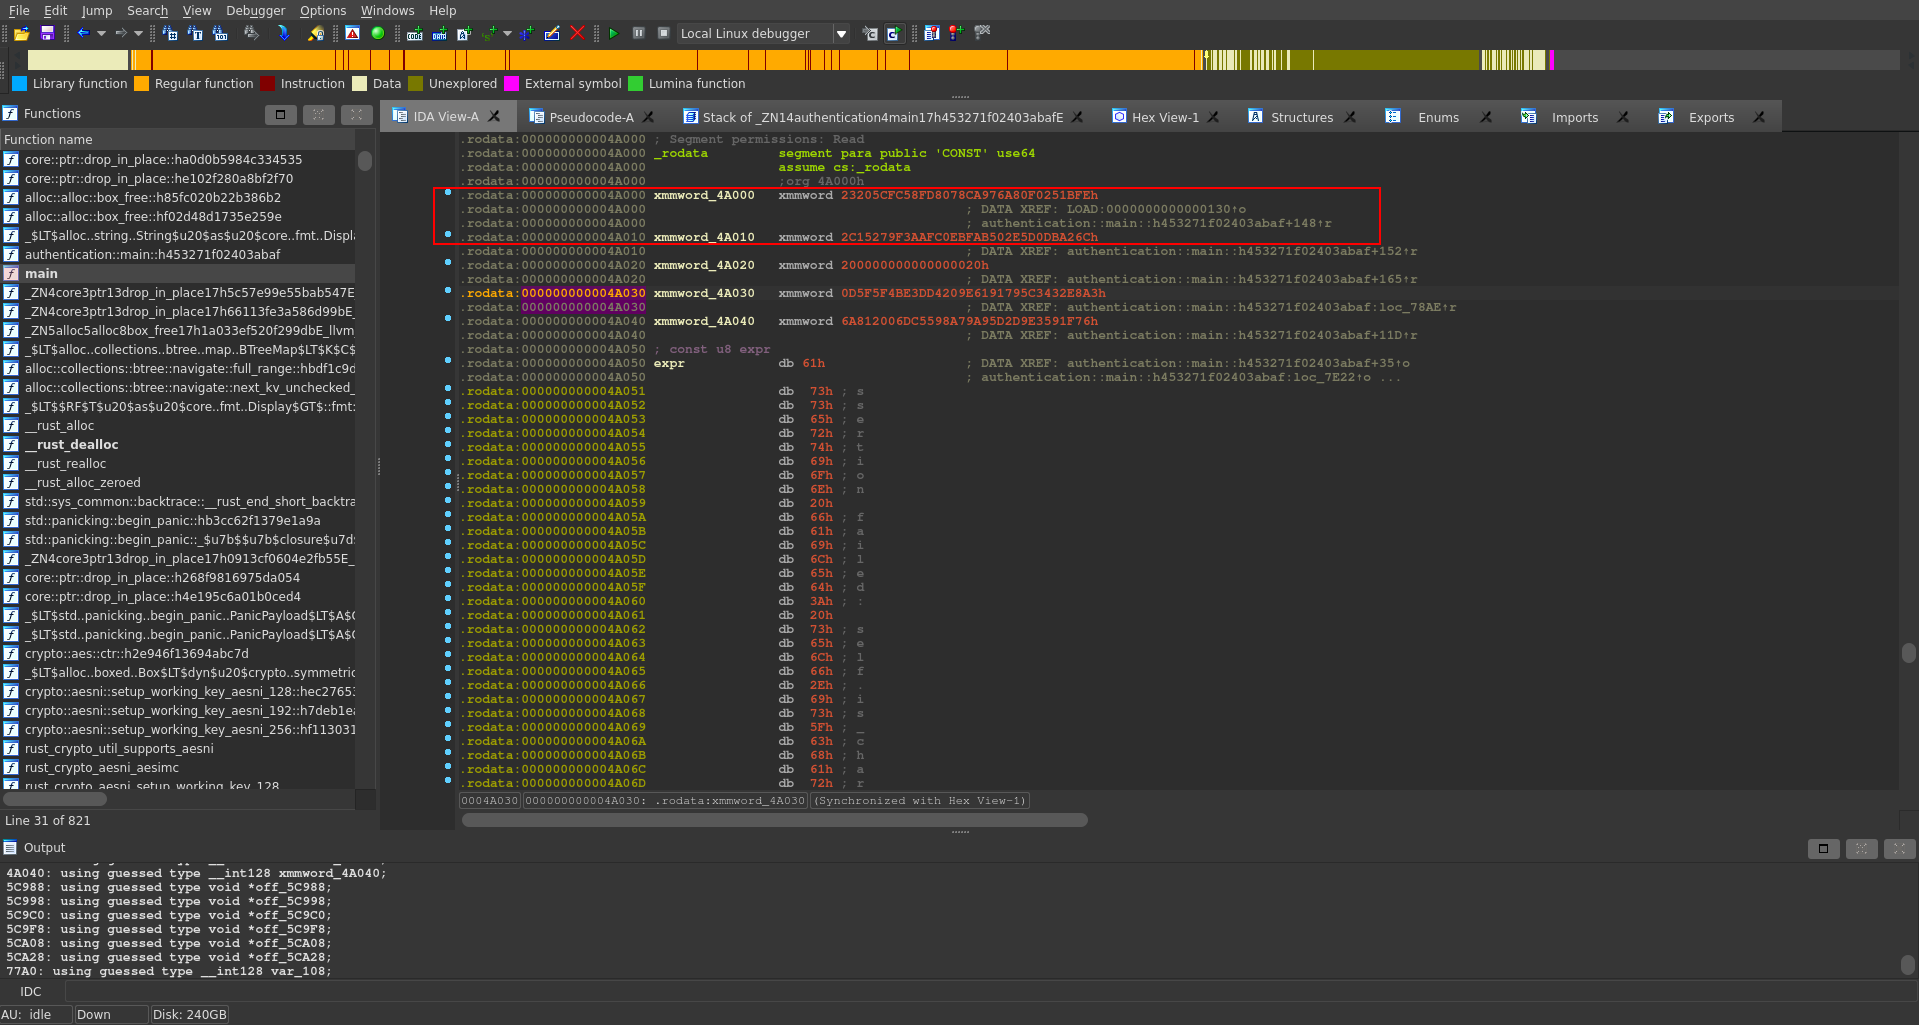 File Edit Jump Search View Debugger Options Windows Help
Local Linux debugger
Library function Regular function Instruction Data Unexplored External symbol Lumina function
Functions
Function name
core::ptr::drop_in_place::ha0d0b5984c334535
core::ptr::drop_in_place::he102f280a8bf2f70
alloc::alloc::box_free::h85fc020b22b386b2
alloc::alloc::box_free::hf02d48d1735e259e
_$LT$alloc..string..String$u20$as$u20$core..fmt..Displ
authentication::main::h453271f02403abaf
main
_ZN4core3ptr13drop_in_place17h5c57e99e55bab547E
_ZN4core3ptr13drop_in_place17h66113fe3a586d99bE_
_ZN5alloc5alloc8box_free17h1a033ef520f299dbE_llvm
_$LT$alloc..collections..btree..map..BTreeMap$LT$K$C$
alloc::collections::btree::navigate::full_range::hbdf1c9d
alloc::collections::btree::navigate::next_kv_unchecked_
_$LT$$RF$T$u20$as$u20$core..fmt..Display$GT$::fmt:
__rust_alloc
__rust_dealloc
__rust_realloc
__rust_alloc_zeroed
std::sys_common::backtrace::__rust_end_short_backtra
std::panicking::begin_panic::hb3cc62f1379e1a9a
std::panicking::begin_panic::_$u7b$$u7b$closure$u7d
_ZN4core3ptr13drop_in_place17h0913cf0604e2fb55E_
core::ptr::drop_in_place::h268f9816975da054
core::ptr::drop_in_place::h4e195c6a01b0ced4
_$LT$std..panicking..begin_panic..PanicPayload$LT$A$C
_$LT$std..panicking..begin_panic..PanicPayload$LT$A$C
crypto::aes::ctr::h2e946f13694abc7d
_$LT$alloc..boxed..Box$LT$dyn$u20$crypto..symmetric
crypto::aesni::setup_working_key_aesni_128::hec2765
crypto::aesni::setup_working_key_aesni_192::h7deb1e
crypto::aesni::setup_working_key_aesni_256::hf113031
rust_crypto_util_supports_aesni
rust_crypto_aesni_aesimc
rust_crypto_aesni_setup_working_key_128
Line 31 of 821
IDA View-A Pseudocode-A Stack of _ZN14authentication4main17h453271f02403abafE Hex View-1 Structures Enums Imports Exports
.rodata:000000000004A000 ; Segment permissions: Read
.rodata:000000000004A000 _rodata segment para public 'CONST' use64
.rodata:000000000004A000 assume cs:_rodata
.rodata:000000000004A000 ;org 4A000h
.rodata:000000000004A000 xmmword_4A000 xmmword 23205CFC58FD8078CA976A80F0251BFEh
.rodata:000000000004A000 ; DATA XREF: LOAD:0000000000000130↑o
.rodata:000000000004A000 ; authentication::main::h453271f02403abaf+148↑r
.rodata:000000000004A010 xmmword_4A010 xmmword 2C15279F3AAFC0EBFAB502E5D0DBA26Ch
.rodata:000000000004A010 ; DATA XREF: authentication::main::h453271f02403abaf+152↑r
.rodata:000000000004A020 xmmword_4A020 xmmword 200000000000000020h
.rodata:000000000004A020 ; DATA XREF: authentication::main::h453271f02403abaf+165↑r
.rodata:000000000004A030 xmmword_4A030 xmmword 0D5F5F4BE3DD4209E6191795C3432E8A3h
.rodata:000000000004A030 ; DATA XREF: authentication::main::h453271f02403abaf:loc_78AE↑r
.rodata:000000000004A040 xmmword_4A040 xmmword 6A812006DC5598A79A95D2D9E3591F76h
.rodata:000000000004A040 ; DATA XREF: authentication::main::h453271f02403abaf+11D↑r
.rodata:000000000004A050 ; const u8 expr
.rodata:000000000004A050 expr db 61h ; DATA XREF: authentication::main::h453271f02403abaf+35↑o
.rodata:000000000004A050 ; authentication::main::h453271f02403abaf:loc_7E22↑o ...
.rodata:000000000004A051 db 73h ; s
.rodata:000000000004A052 db 73h ; s
.rodata:000000000004A053 db 65h ; e
.rodata:000000000004A054 db 72h ; r
.rodata:000000000004A055 db 74h ; t
.rodata:000000000004A056 db 69h ; i
.rodata:000000000004A057 db 6Fh ; o
.rodata:000000000004A058 db 6Eh ; n
.rodata:000000000004A059 db 20h
.rodata:000000000004A05A db 66h ; f
.rodata:000000000004A05B db 61h ; a
.rodata:000000000004A05C db 69h ; i
.rodata:000000000004A05D db 6Ch ; l
.rodata:000000000004A05E db 65h ; e
.rodata:000000000004A05F db 64h ; d
.rodata:000000000004A060 db 3Ah ; :
.rodata:000000000004A061 db 20h
.rodata:000000000004A062 db 73h ; s
.rodata:000000000004A063 db 65h ; e
.rodata:000000000004A064 db 6Ch ; l
.rodata:000000000004A065 db 66h ; f
.rodata:000000000004A066 db 2Eh ; .
.rodata:000000000004A067 db 69h ; i
.rodata:000000000004A068 db 73h ; s
.rodata:000000000004A069 db 5Fh ; _
.rodata:000000000004A06A db 63h ; c
.rodata:000000000004A06B db 68h ; h
.rodata:000000000004A06C db 61h ; a
.rodata:000000000004A06D db 72h ; r
0004A030 000000000004A030: .rodata:xmmword_4A030 (Synchronized with Hex View-1)
Output
4A040: using guessed type __int128 xmmword_4A040;
5C988: using guessed type void *off_5C988;
5C998: using guessed type void *off_5C998;
5C9C0: using guessed type void *off_5C9C0;
5C9F8: using guessed type void *off_5C9F8;
5CA08: using guessed type void *off_5CA08;
5CA28: using guessed type void *off_5CA28;
77A0: using guessed type __int128 var_108;
IDC
AU: idle Down Disk: 240GB